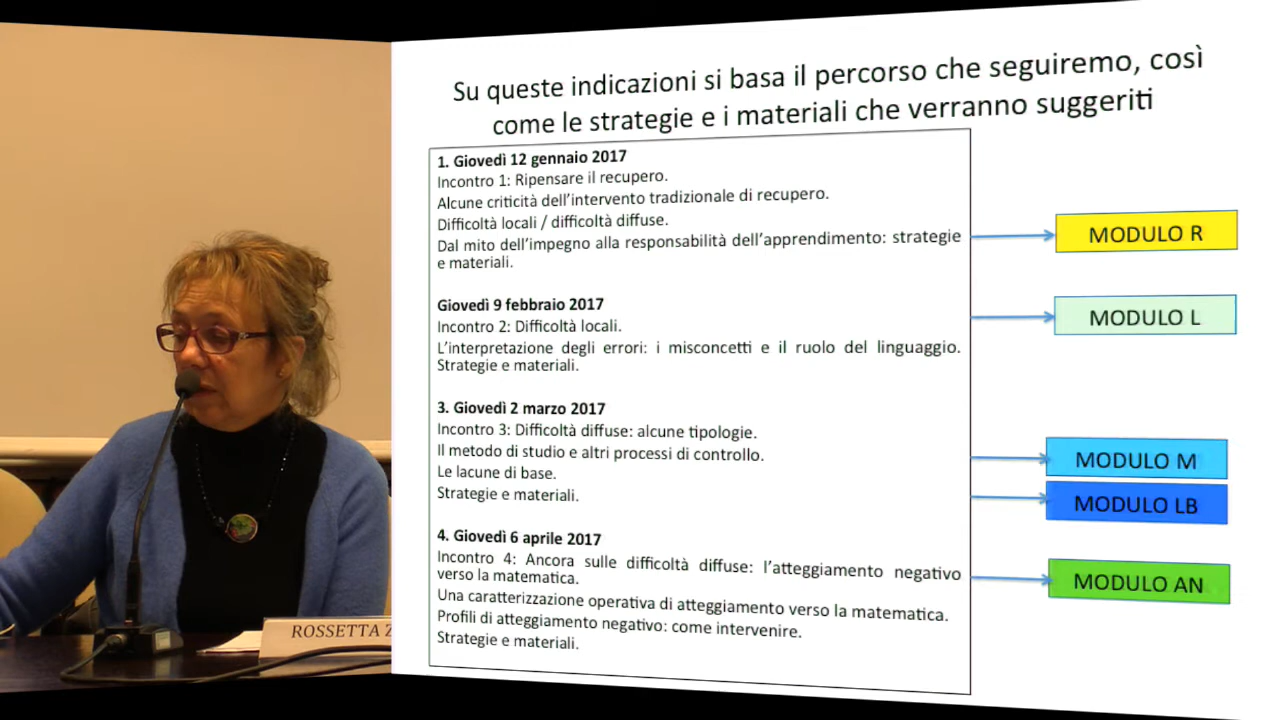 Su queste indicazioni si basa il percorso che seguiremo, così
come le strategie e i materiali che verranno suggeriti
1. Giovedì 12 gennaio 2017
Incontro 1: Ripensare il recupero.
Alcune criticità dell'intervento tradizionale di recupero.
Difficoltà locali / difficoltà diffuse.
Dal mito dell'impegno alla responsabilità dell'apprendimento: strategie
e materiali.
MODULO R
Giovedì 9 febbraio 2017
Incontro 2: Difficoltà locali.
L'interpretazione degli errori: i misconcetti e il ruolo del linguaggio.
Strategie e materiali.
MODULO L
3. Giovedì 2 marzo 2017
Incontro 3: Difficoltà diffuse: alcune tipologie.
Il metodo di studio e altri processi di controllo.
Le lacune di base.
Strategie e materiali.
MODULO M
MODULO LB
4. Giovedì 6 aprile 2017
Incontro 4: Ancora sulle difficoltà diffuse: l'atteggiamento negativo
verso la matematica.
Una caratterizzazione operativa di atteggiamento verso la matematica.
Profili di atteggiamento negativo: come intervenire.
Strategie e materiali.
MODULO AN
ROSSETTA Z